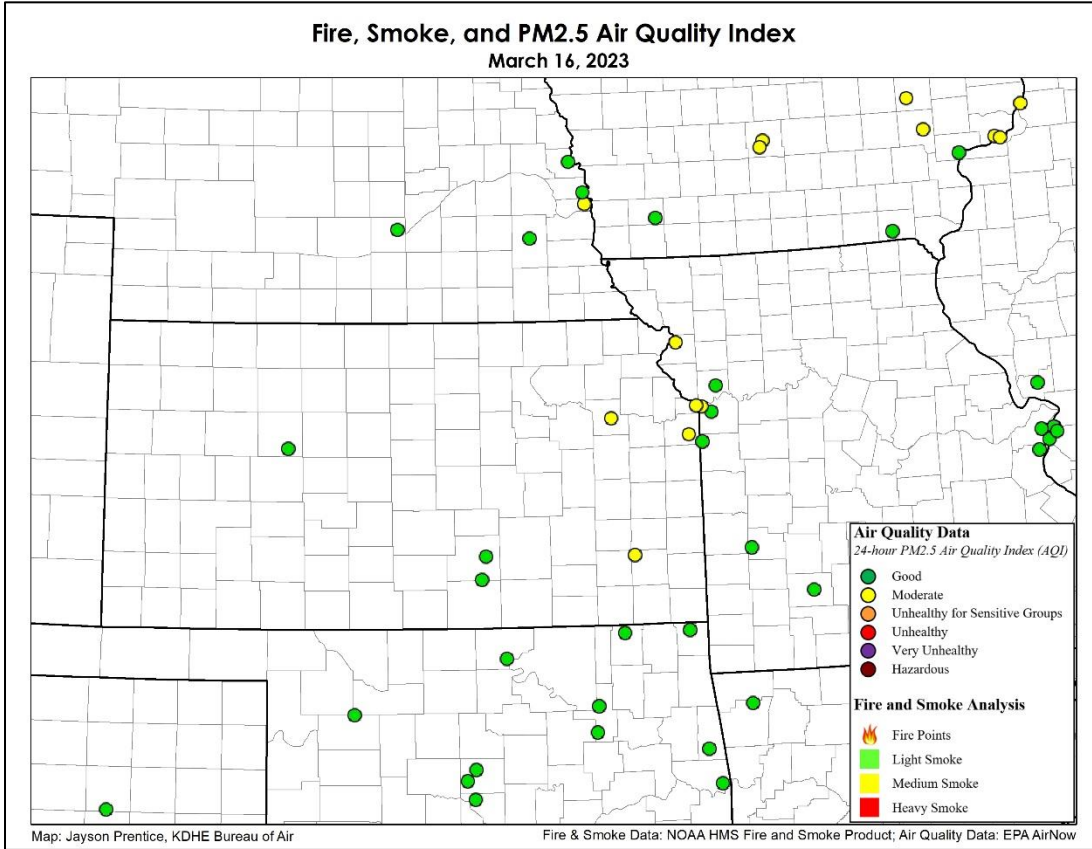 Fire, Smoke, and PM2.5 Air Quality Index
March 16, 2023
Air Quality Data
24-hour PM2.5 Air Quality Index (AQI)
Good
Moderate
Unhealthy for Sensitive Groups
Unhealthy
Very Unhealthy
Hazardous
Fire and Smoke Analysis
Fire Points
Light Smoke
Medium Smoke
Heavy Smoke
Map: Jayson Prentice, KDHE Bureau of Air
Fire & Smoke Data: NOAA HMS Fire and Smoke Product; Air Quality Data: EPA AirNow